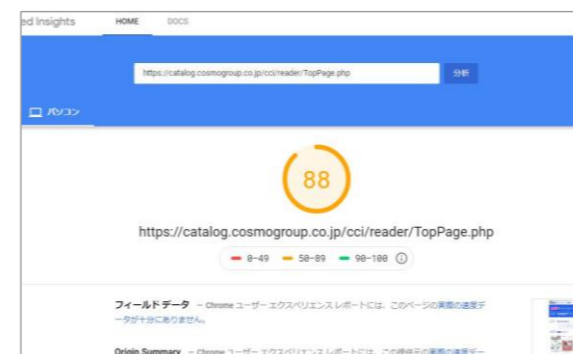 ed Insights
HOME DOCS
https://catalog.cosmogroup.co.jp/cci/reader/TopPage.php 分析
パソコン
88
https://catalog.cosmogroup.co.jp/cci/reader/TopPage.php
0-49 50-89 90-100
フィールド データ – Chrome ユーザー エクスペリエンス レポートには、このページの実際の速度デ
ータが十分にありません。
Origin Summary – Chrome ユーザー エクスペリエンス レポートには、この提供元の実際の速度デー